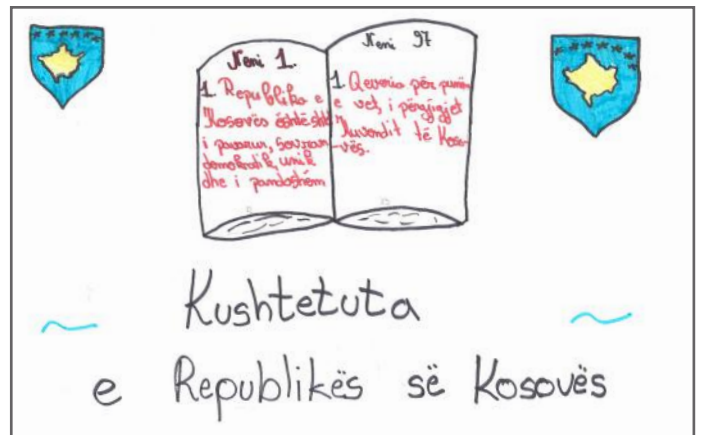 Neni 1.
1. Republika e
Kosovës është shtet
i pavarur, sovran
demokratik, unik
dhe i pandashëm
Neni 97
1. Qeveria për punën
e vet, i përgjigjet
Kuvendit të Koso-
-vës.
Kushtetuta
e Republikës së Kosovës